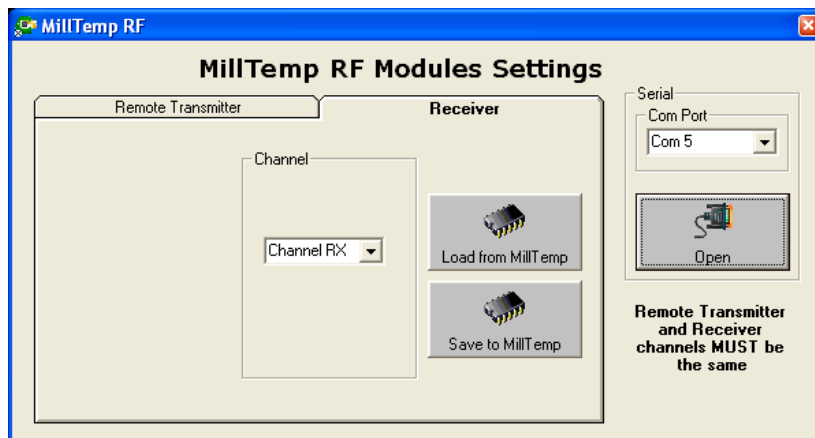 MillTemp RF
MillTemp RF Modules Settings
Remote Transmitter
Receiver
Channel
Channel RX
Load from MillTemp
Save to MillTemp
Serial
Com Port
Com 5
Open
Remote Transmitter
and Receiver
channels MUST be
the same